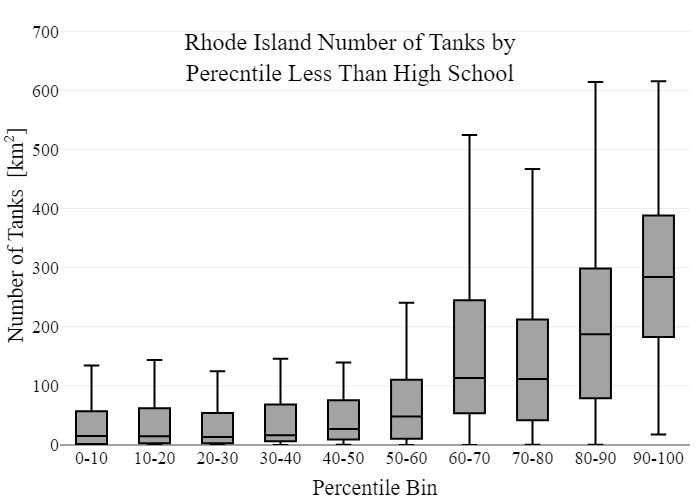 Rhode Island Number of Tanks by
Perecntile Less Than High School
Number of Tanks [km²]
700
600
500
400
300
200
100
0
0-10 10-20 20-30 30-40 40-50 50-60 60-70 70-80 80-90 90-100
Percentile Bin